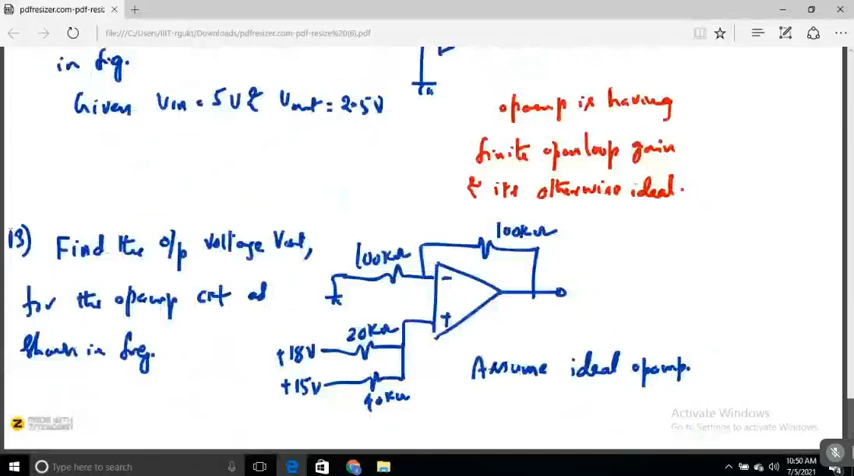 pdfresizer.com-pdf-resiz
file:///C:/Users/IIIT-rgukt/Downloads/pdfresizer.com-pdf-resize%20(6).pdf
in fig.
Given Vin = 5V & Vout = 2.5V
opamp is having
finite openloop gain
& its otherwise ideal.
13) Find the o/p voltage Vout,
for the opamp ckt as
shown in fig.
100KΩ
100KΩ
-
+
20KΩ
+18V
+15V
40KΩ
Assume ideal opamp.
Activate Windows
Go to Settings to activate Windows.
MADE WITH
Type here to search
10:50 AM
7/5/2021